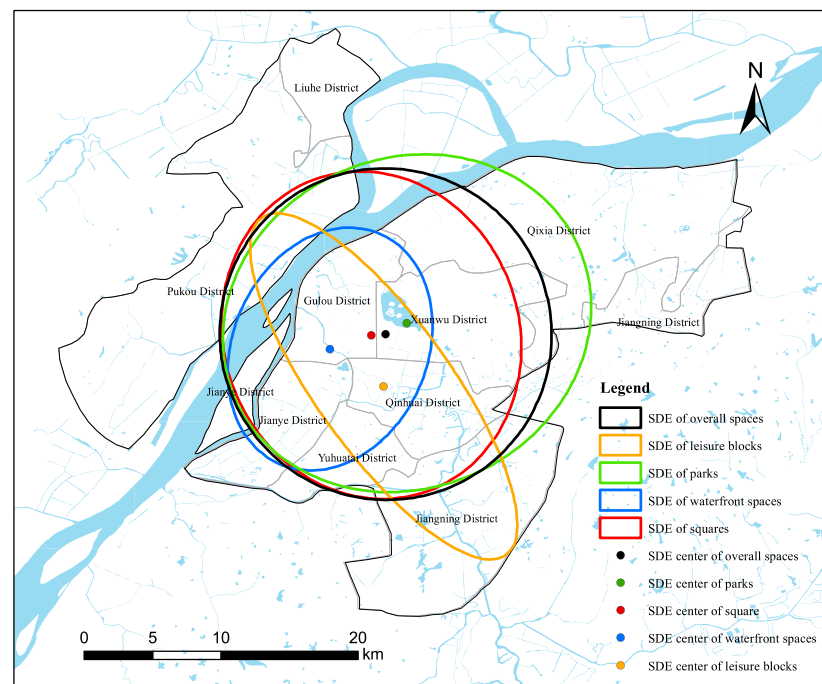 Liuhe District
N
Qixia District
Pukou District
Gulou District
Xuanwu District
Jiangning District
Legend
Jianye District
Qinhuai District
Jianye District
Yuhuatai District
Jiangning District
SDE of overall spaces
SDE of leisure blocks
SDE of parks
SDE of waterfront spaces
SDE of squares
SDE center of overall spaces
SDE center of parks
SDE center of square
SDE center of waterfront spaces
SDE center of leisure blocks
0 5 10 20
km